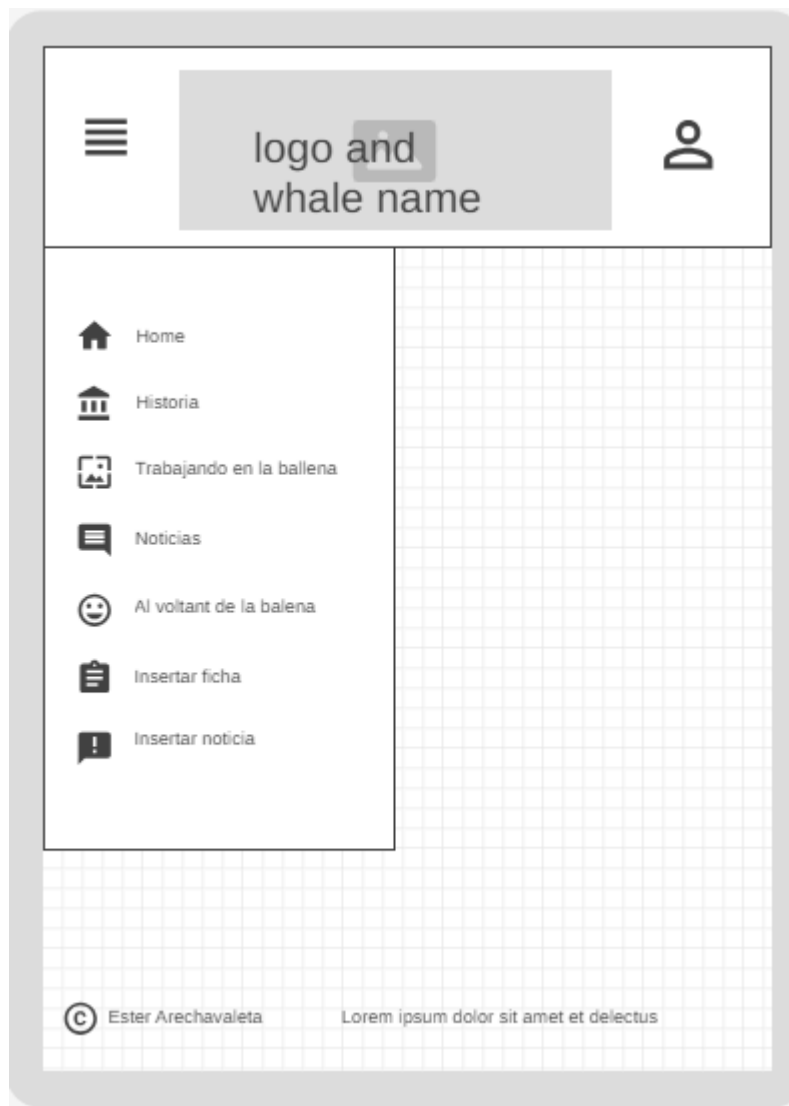 logo and
whale name
Home
Historia
Trabajando en la ballena
Noticias
Al voltant de la balena
Insertar ficha
Insertar noticia
© Ester Arechavaleta
Lorem ipsum dolor sit amet et delectus